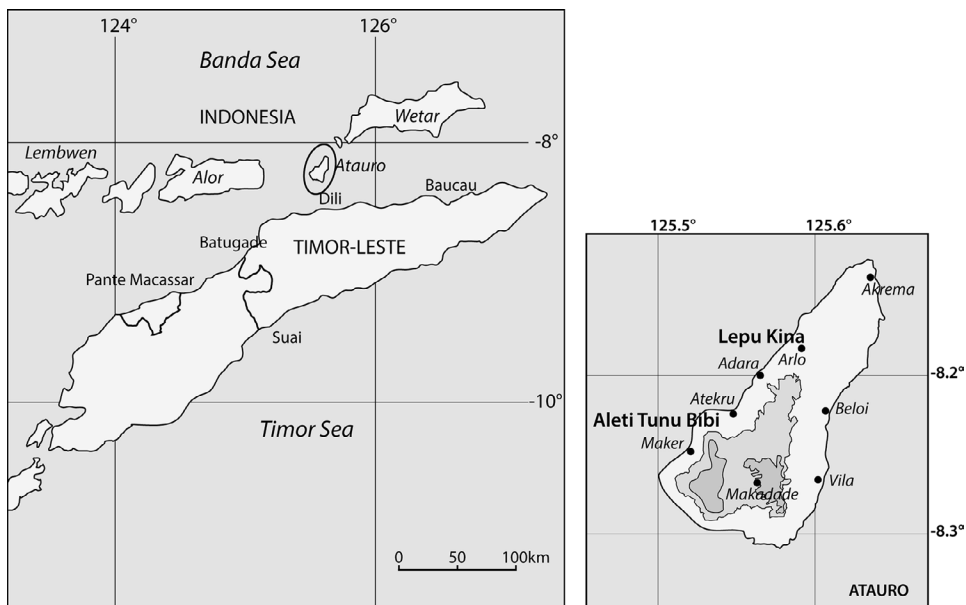 124°
126°
Banda Sea
INDONESIA
Wetar
-8°
Lembwen
Alor
Atauro
Dili
Baucau
Batugade
TIMOR-LESTE
Pante Macassar
Suai
-10°
Timor Sea
0 50 100km
125.5°
125.6°
Akrema
Lepu Kina
Arlo
Adara
-8.2°
Atekru
Beloi
Aleti Tunu Bibi
Maker
Vila
Makadade
-8.3°
ATAURO